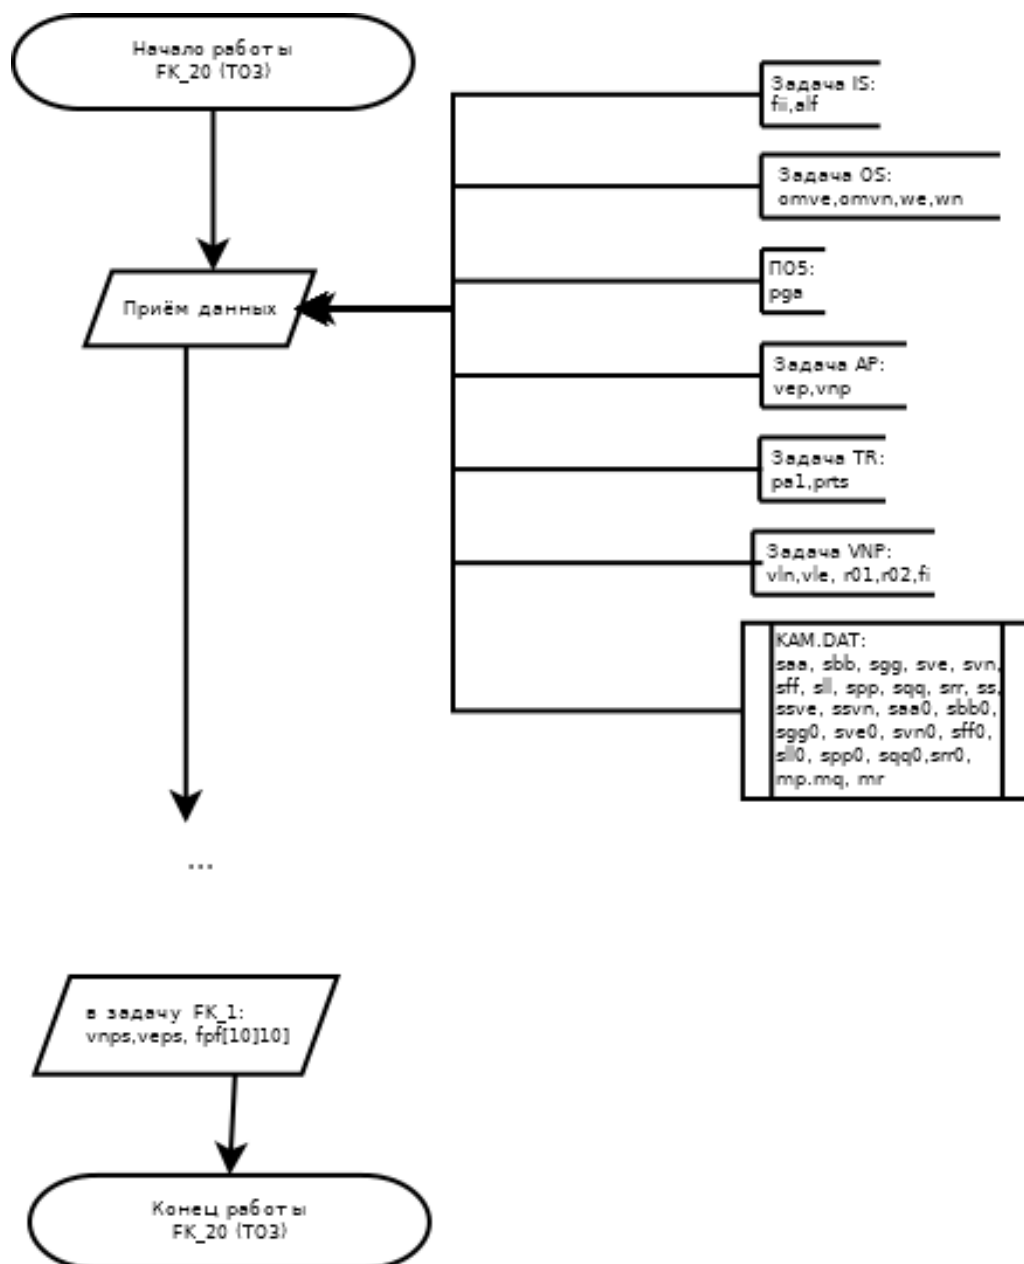 Начало работы
FK_20 (ТОЗ)
Задача IS:
fii,alf
Задача OS:
omve,omvn,we,wn
ПО5:
pga
Приём данных
Задача AP:
vep,vnp
Задача TR:
pa1,prts
Задача VNP:
vln,vle, r01,r02,fi
KAM.DAT:
saa, sbb, sgg, sve, svn,
sff, sll, spp, sqq, srr, ss,
ssve, ssvn, saa0, sbb0,
sgg0, sve0, svn0, sff0,
sll0, spp0, sqq0,srr0,
mp.mq, mr
...
в задачу FK_1:
vnps,veps, fpf[10]10]
Конец работы
FK_20 (ТОЗ)